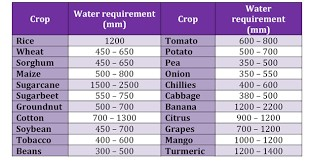 Crop Water requirement (mm) Crop Water requirement (mm)
Rice 1200 Tomato 600 – 800
Wheat 450 – 650 Potato 500 – 700
Sorghum 450 – 650 Pea 350 – 500
Maize 500 – 800 Onion 350 – 550
Sugarcane 1500 – 2500 Chillies 400 – 600
Sugarbeet 550 – 750 Cabbage 380 – 500
Groundnut 500 – 700 Banana 1200 – 2200
Cotton 700 – 1300 Citrus 900 – 1200
Soybean 450 – 700 Grapes 700 – 1200
Tobacco 400 – 600 Mango 1000 – 1200
Beans 300 – 500 Turmeric 1200 – 1400